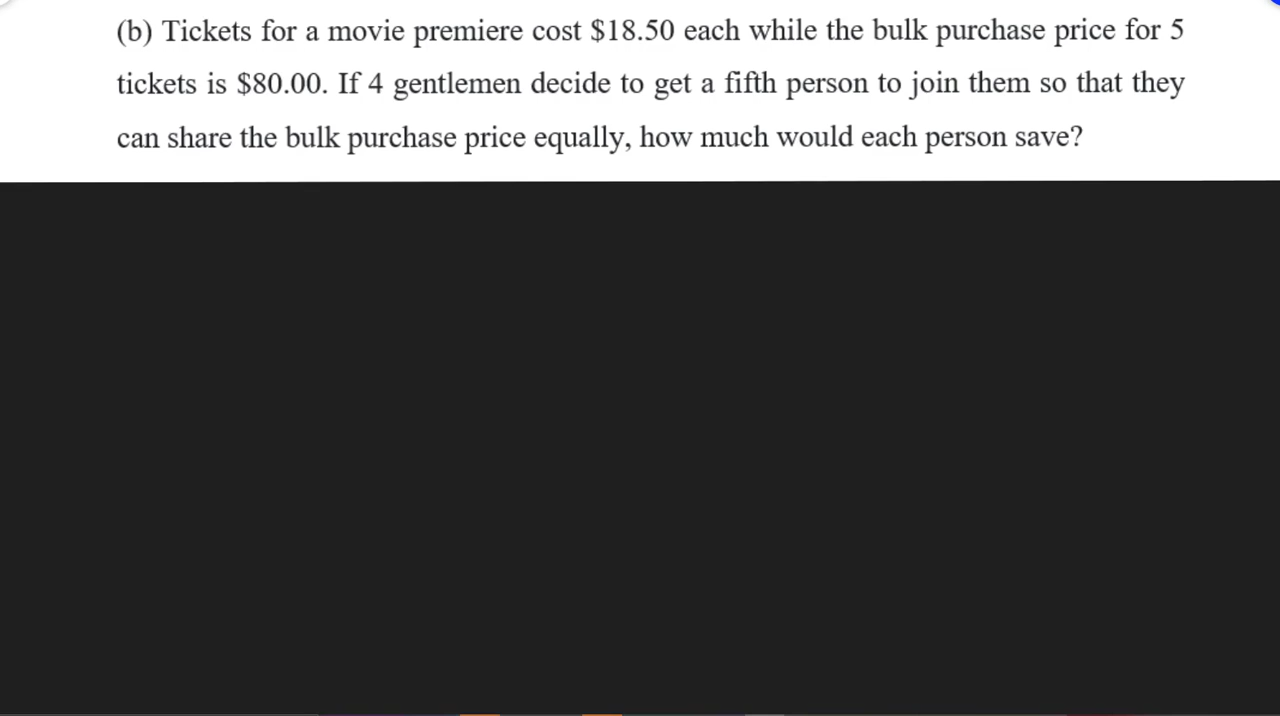 (b) Tickets for a movie premiere cost $18.50 each while the bulk purchase price for 5
tickets is $80.00. If 4 gentlemen decide to get a fifth person to join them so that they
can share the bulk purchase price equally, how much would each person save?